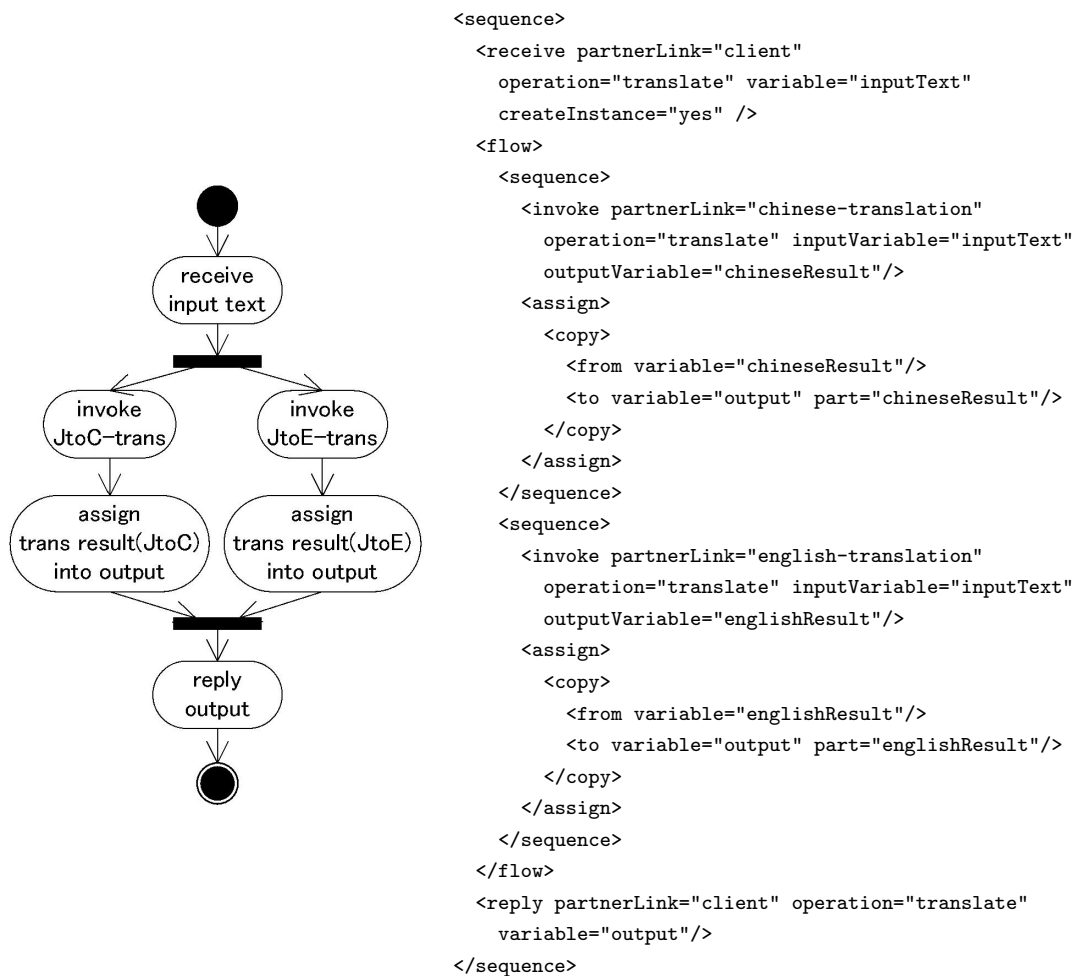 receive
input text
invoke
JtoC-trans
invoke
JtoE-trans
assign
trans result(JtoC)
into output
assign
trans result(JtoE)
into output
reply
output
<sequence>
  <receive partnerLink="client"
    operation="translate" variable="inputText"
    createInstance="yes" />
  <flow>
    <sequence>
      <invoke partnerLink="chinese-translation"
        operation="translate" inputVariable="inputText"
        outputVariable="chineseResult"/>
      <assign>
        <copy>
          <from variable="chineseResult"/>
          <to variable="output" part="chineseResult"/>
        </copy>
      </assign>
    </sequence>
    <sequence>
      <invoke partnerLink="english-translation"
        operation="translate" inputVariable="inputText"
        outputVariable="englishResult"/>
      <assign>
        <copy>
          <from variable="englishResult"/>
          <to variable="output" part="englishResult"/>
        </copy>
      </assign>
    </sequence>
  </flow>
  <reply partnerLink="client" operation="translate"
    variable="output"/>
</sequence>